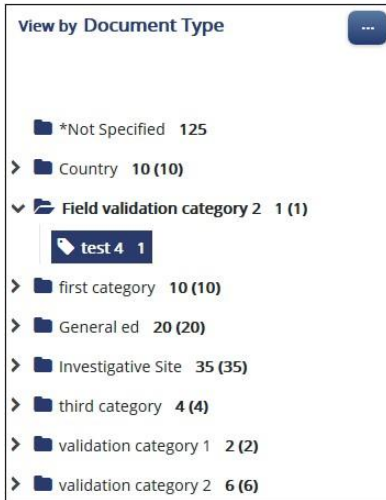 View by Document Type ...
*Not Specified 125
Country 10 (10)
Field validation category 2 1 (1)
test 4 1
first category 10 (10)
General ed 20 (20)
Investigative Site 35 (35)
third category 4 (4)
validation category 1 2 (2)
validation category 2 6 (6)